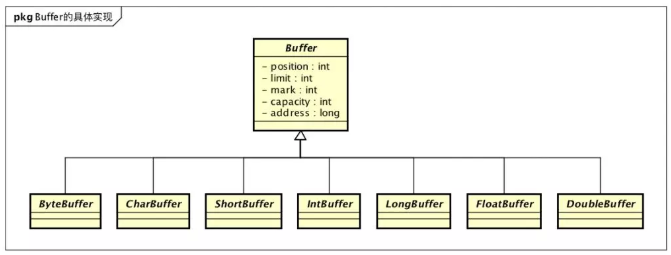 pkg Buffer的具体实现
Buffer
- position : int
- limit : int
- mark : int
- capacity : int
- address : long
ByteBuffer CharBuffer ShortBuffer IntBuffer LongBuffer FloatBuffer DoubleBuffer